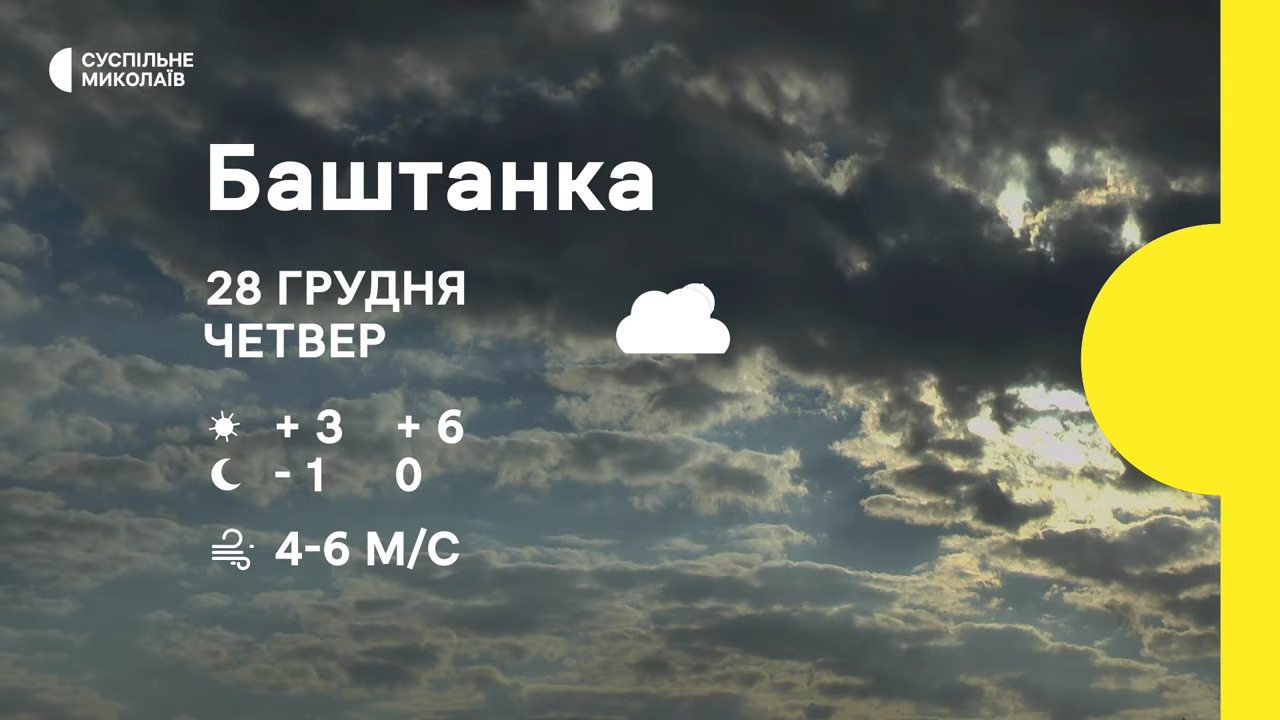 СУСПІЛЬНЕ
МИКОЛАЇВ
Баштанка
28 ГРУДНЯ
ЧЕТВЕР
+ 3 + 6
- 1 0
4-6 М/С